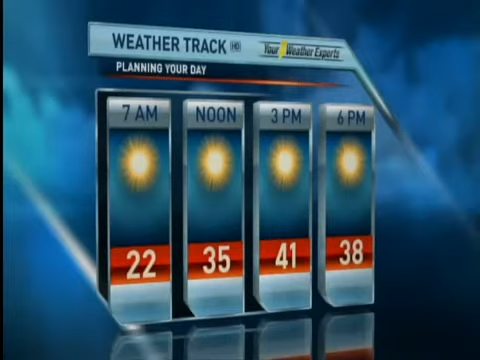 WEATHER TRACK HD Your Weather Experts
PLANNING YOUR DAY
7 AM NOON 3 PM 6 PM
22 35 41 38